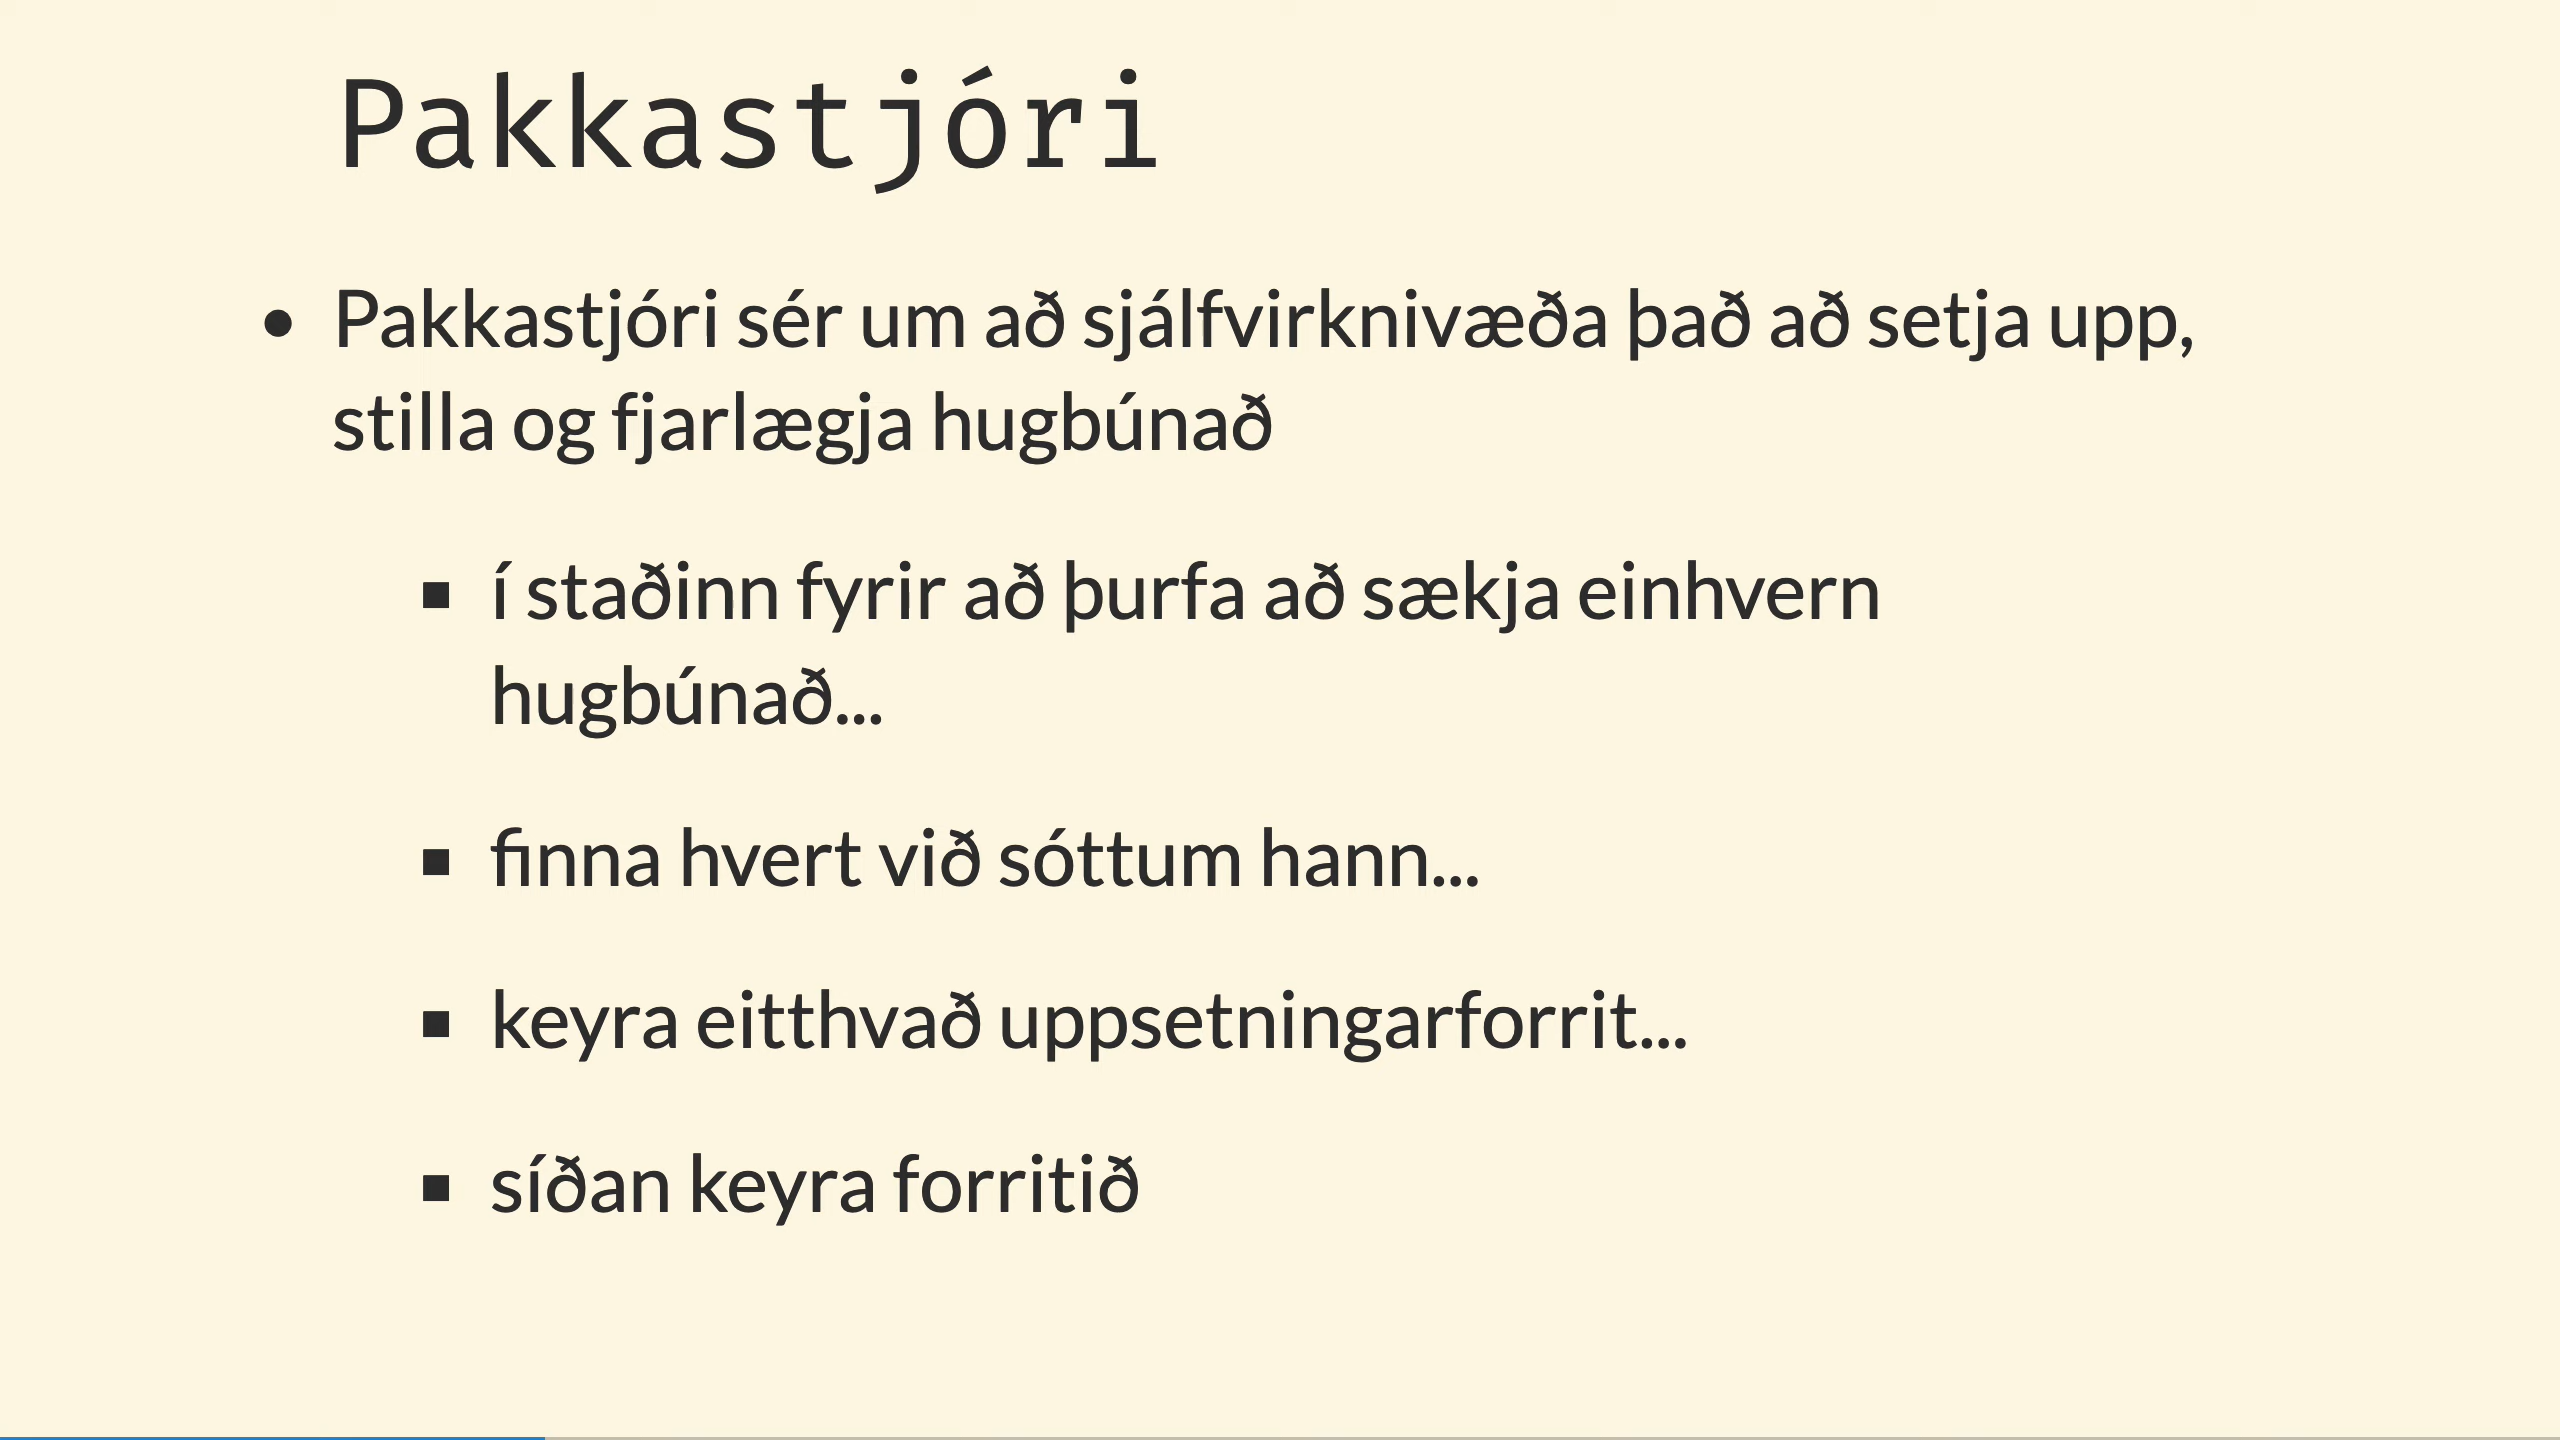 Pakkastjóri
• Pakkastjóri sér um að sjálfvirknivæða það að setja upp,
stilla og fjarlægja hugbúnað
▪ í staðinn fyrir að þurfa að sækja einhvern
hugbúnað...
▪ finna hvert við sóttum hann...
▪ keyra eitthvað uppsetningarforrit...
▪ síðan keyra forritið